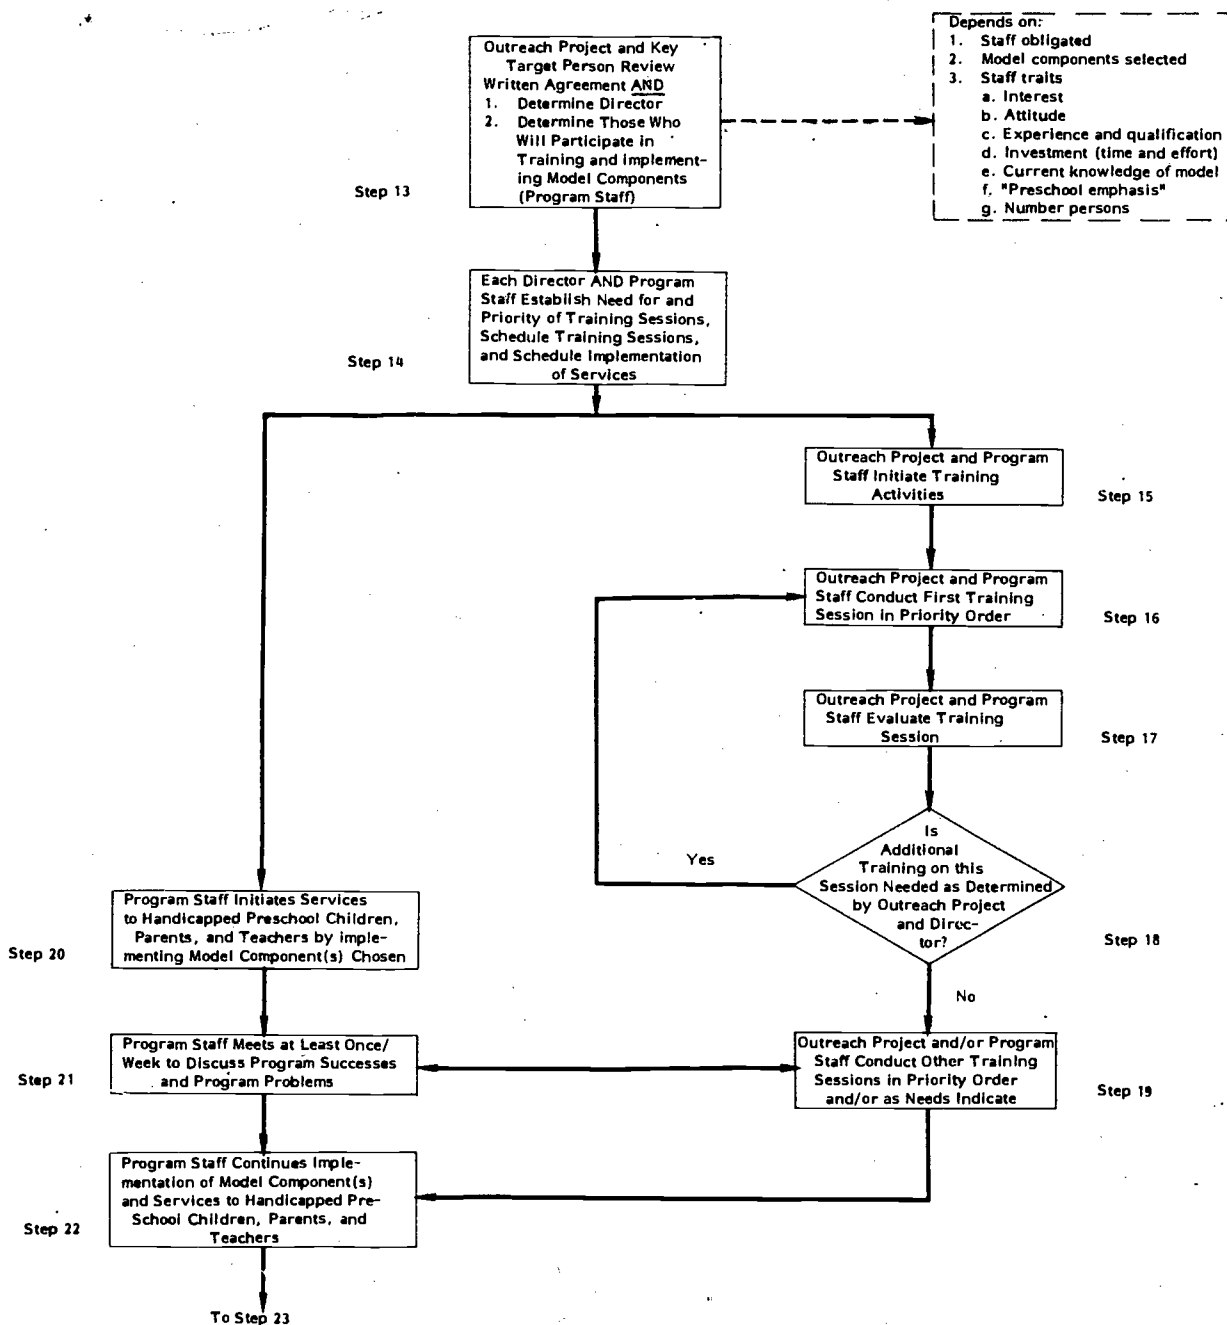 Outreach Project and Key
Target Person Review
Written Agreement AND
1. Determine Director
2. Determine Those Who
Will Participate in
Training and Implement-
ing Model Components
(Program Staff)
Step 13
Depends on:
1. Staff obligated
2. Model components selected
3. Staff traits
a. Interest
b. Attitude
c. Experience and qualification
d. Investment (time and effort)
e. Current knowledge of model
f. "Preschool emphasis"
g. Number persons
Each Director AND Program
Staff Establish Need for and
Priority of Training Sessions,
Schedule Training Sessions,
and Schedule Implementation
of Services
Step 14
Outreach Project and Program
Staff Initiate Training
Activities
Step 15
Outreach Project and Program
Staff Conduct First Training
Session in Priority Order
Step 16
Outreach Project and Program
Staff Evaluate Training
Session
Step 17
Is
Additional
Training on this
Session Needed as Determined
by Outreach Project
and Direc-
tor?
Step 18
Yes
No
Outreach Project and/or Program
Staff Conduct Other Training
Sessions in Priority Order
and/or as Needs Indicate
Step 19
Program Staff Initiates Services
to Handicapped Preschool Children,
Parents, and Teachers by imple-
menting Model Component(s) Chosen
Step 20
Program Staff Meets at Least Once/
Week to Discuss Program Successes
and Program Problems
Step 21
Program Staff Continues Imple-
mentation of Model Component(s)
and Services to Handicapped Pre-
School Children, Parents, and
Teachers
Step 22
To Step 23